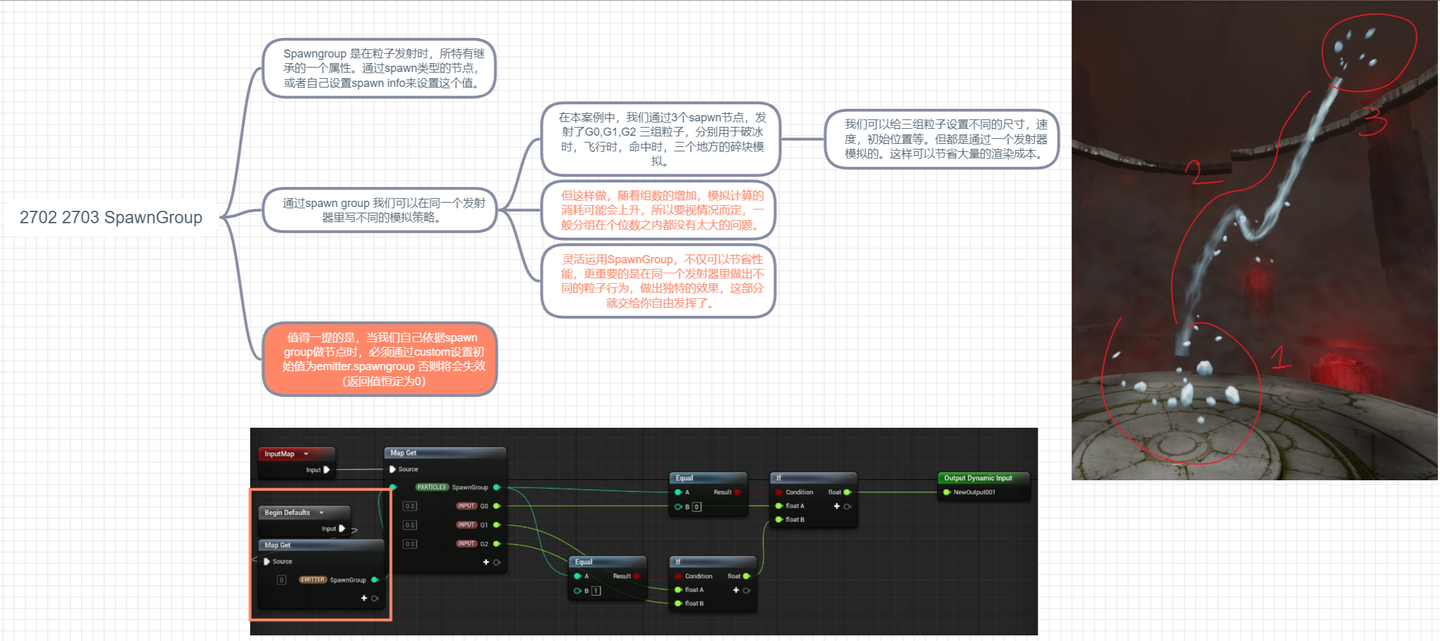 2702 2703 SpawnGroup
Spawngroup 是在粒子发射时，所特有继
承的一个属性。通过spawn类型的节点，
或者自己设置spawn info来设置这个值。
通过spawn group 我们可以在同一个发射
器里写不同的模拟策略。
在本案例中，我们通过3个sapwn节点，发
射了G0,G1,G2 三组粒子，分别用于破冰
时，飞行时，命中时，三个地方的碎块模
拟。
我们可以给三组粒子设置不同的尺寸，速
度，初始位置等。但都是通过一个发射器
模拟的。这样可以节省大量的渲染成本。
但这样做，随着组数的增加，模拟计算的
消耗可能会上升，所以要视情况而定，一
般分组在个位数之内都没有太大的问题。
灵活运用SpawnGroup，不仅可以节省性
能，更重要的是在同一个发射器里做出不
同的粒子行为，做出独特的效果，这部分
就交给你自由发挥了。
值得一提的是，当我们自己依据spawn
group做节点时，必须通过custom设置初
始值为emitter.spawngroup 否则将会失效
（返回值恒定为0）
3
2
1
InputMap
Input
Begin Defaults
Input
Map Get
Source
0
EMITTER SpawnGroup
+
Map Get
Source
PARTICLES SpawnGroup
0.0 INPUT G0
0.0 INPUT G1
0.0 INPUT G2
+
Equal
A Result
B 0
Equal
A Result
B 1
If
Condition float
float A +
float B
If
Condition float
float A +
float B
Output Dynamic Input
NewOutput001